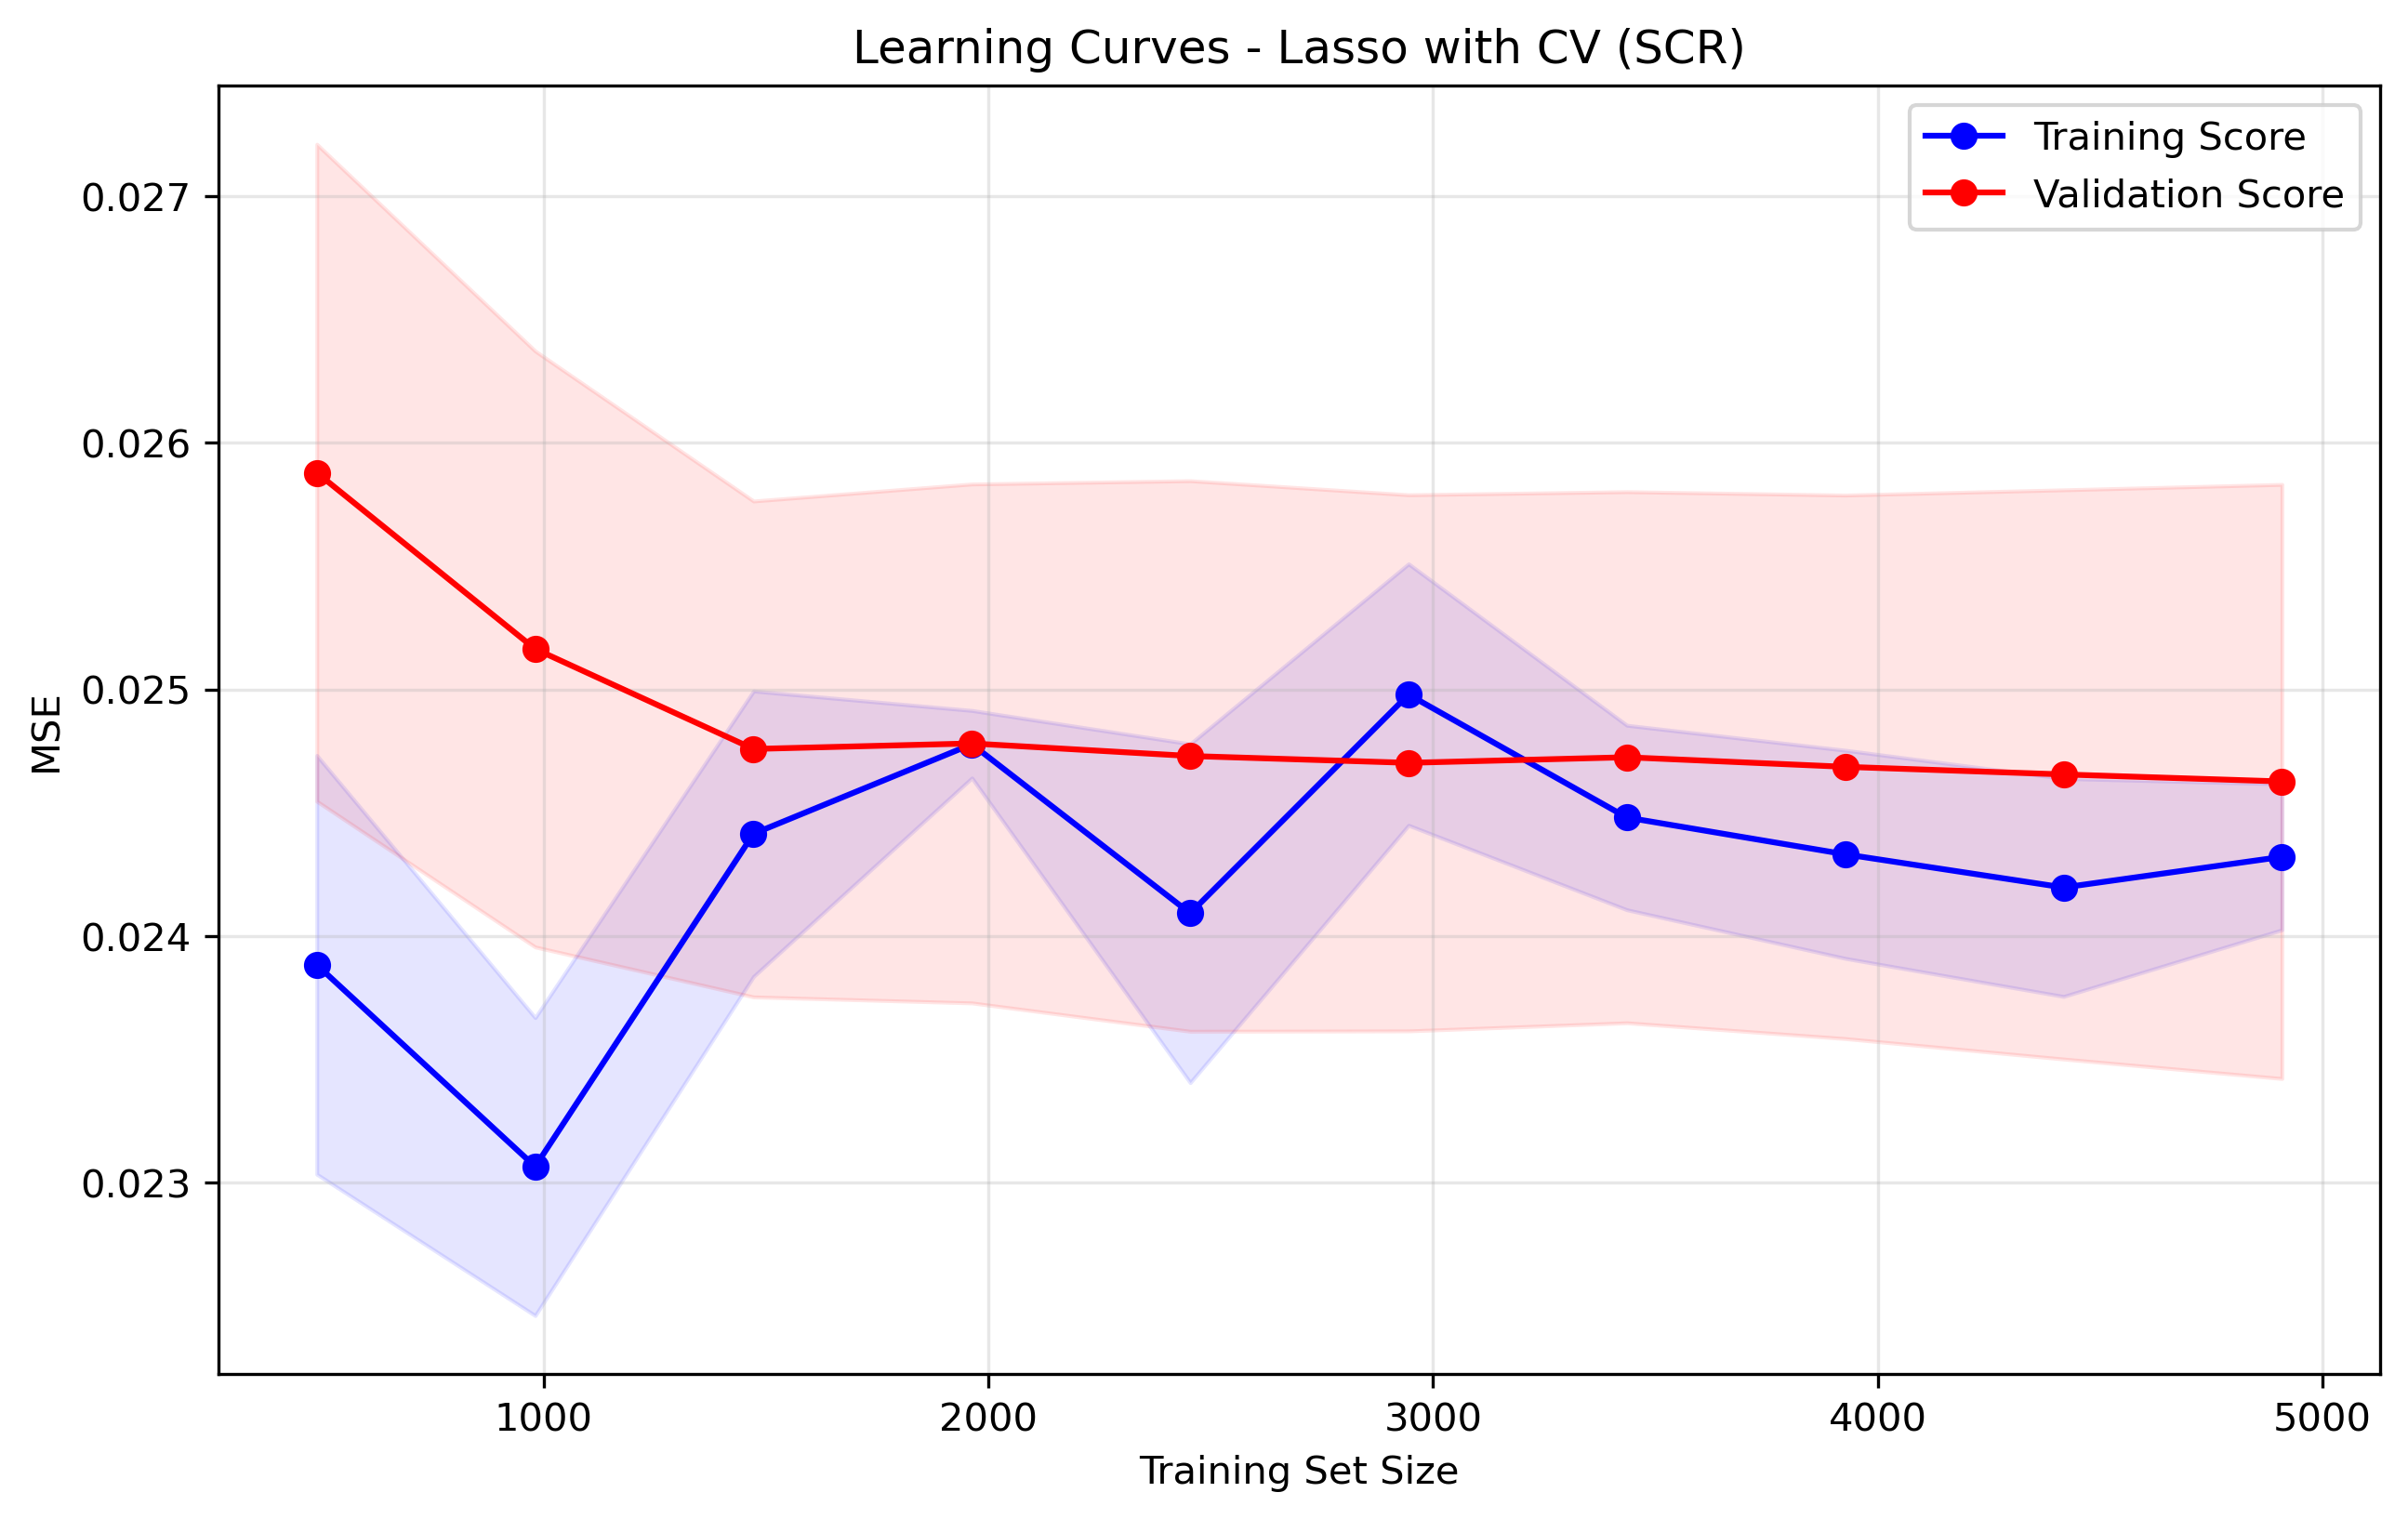 Learning Curves - Lasso with CV (SCR)
Training Score
Validation Score
0.027
0.026
0.025
0.024
0.023
MSE
1000
2000
3000
4000
5000
Training Set Size